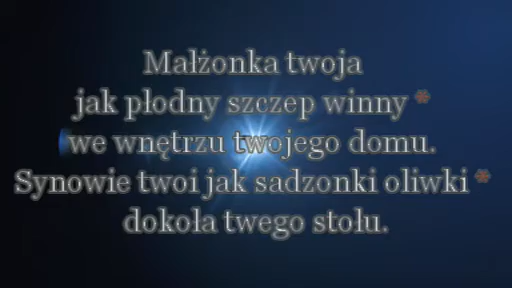 Małżonka twoja
jak płodny szczep winny *
we wnętrzu twojego domu.
Synowie twoi jak sadzonki oliwki *
dokoła twego stołu.